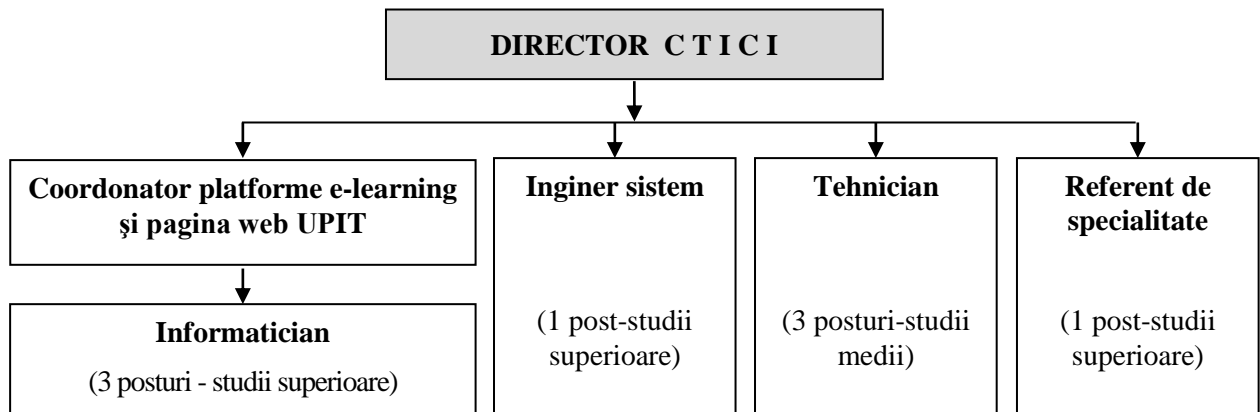 DIRECTOR C T I C I
Coordonator platforme e-learning
şi pagina web UPIT
Informatician
(3 posturi - studii superioare)
Inginer sistem
(1 post-studii
superioare)
Tehnician
(3 posturi-studii
medii)
Referent de
specialitate
(1 post-studii
superioare)